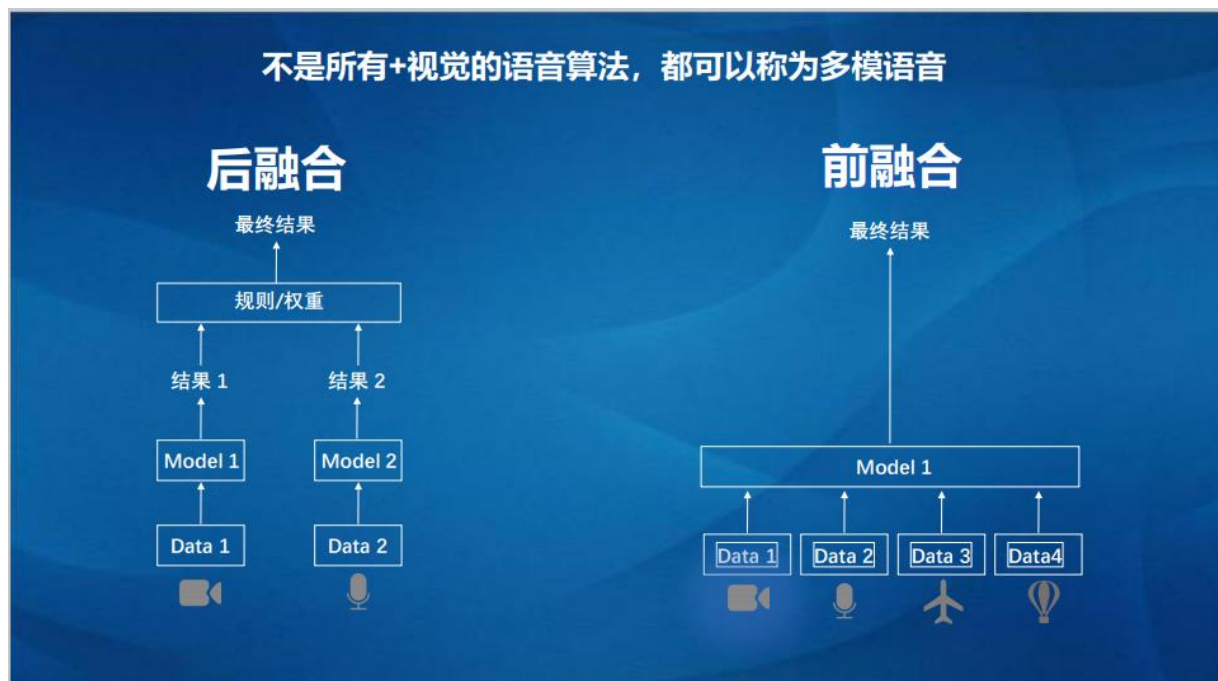 不是所有+视觉的语音算法，都可以称为多模语音
后融合
最终结果
规则/权重
结果 1
结果 2
Model 1
Model 2
Data 1
Data 2
前融合
最终结果
Model 1
Data 1
Data 2
Data 3
Data4